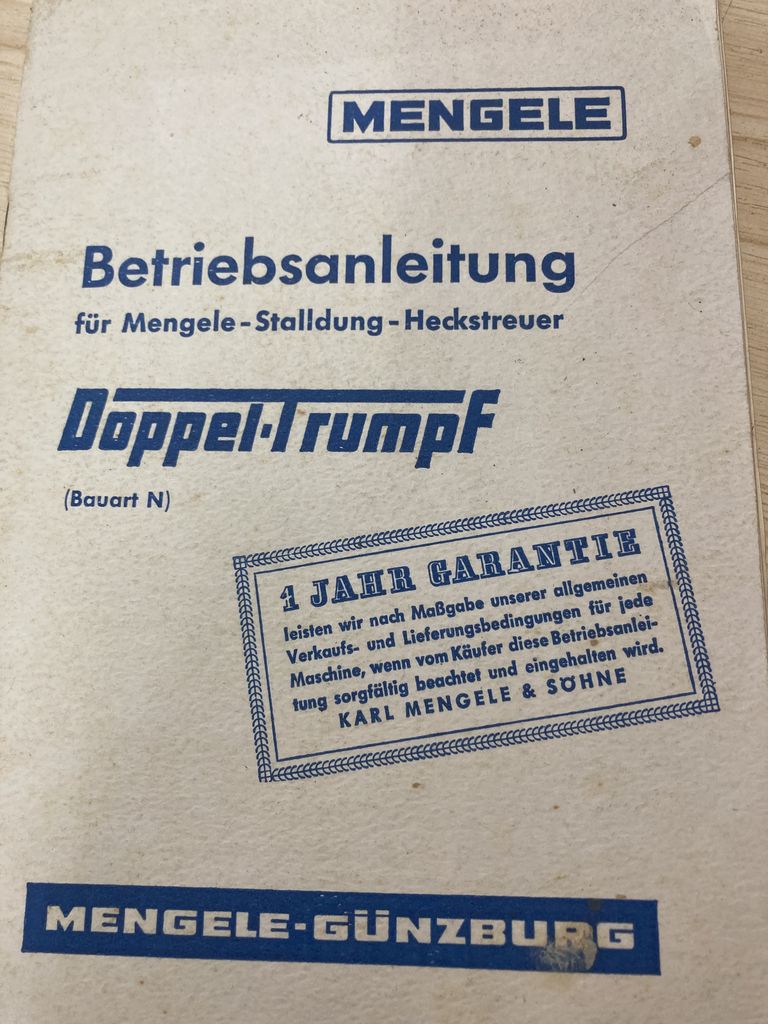 MENGELE
Betriebsanleitung
für Mengele-Stalldung-Heckstreuer
Doppel-Trumpf
(Bauart N)
1 JAHR GARANTIE
leisten wir nach Maßgabe unserer allgemeinen
Verkaufs- und Lieferungsbedingungen für jede
Maschine, wenn vom Käufer diese Betriebsanlei-
tung sorgfältig beachtet und eingehalten wird.
KARL MENGELE & SÖHNE
MENGELE-GÜNZBURG